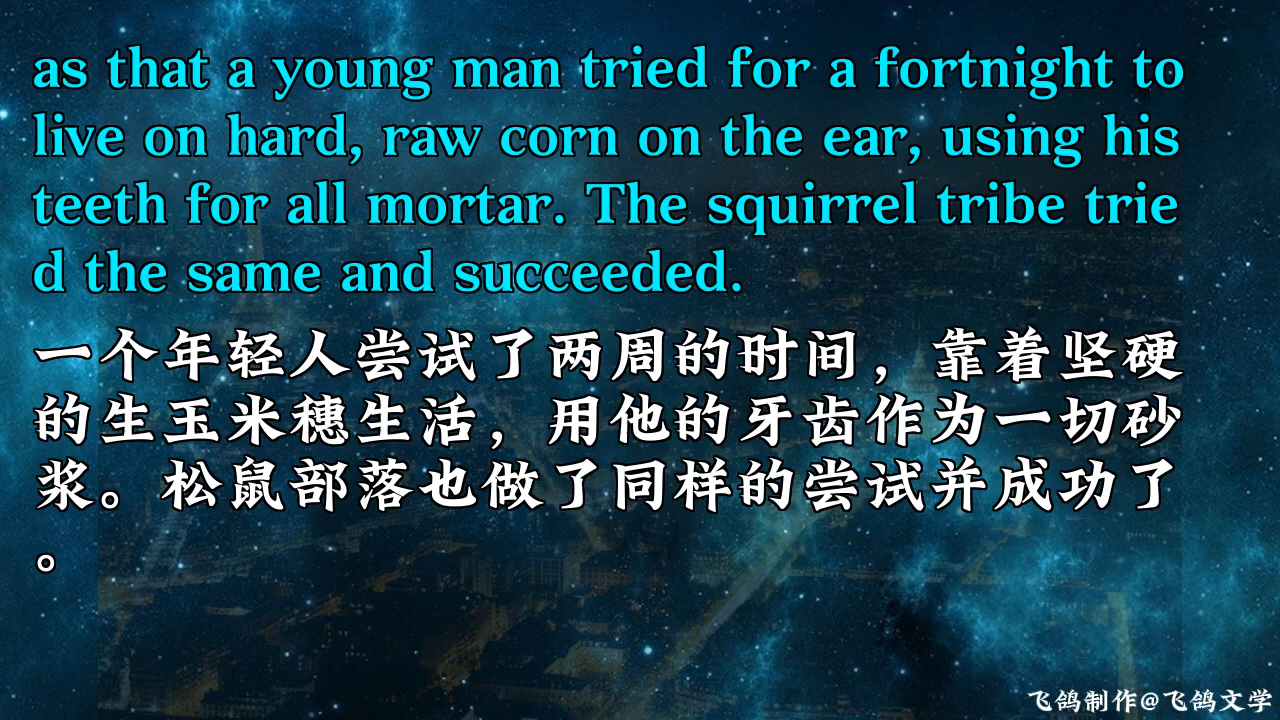 as that a young man tried for a fortnight to
live on hard, raw corn on the ear, using his
teeth for all mortar. The squirrel tribe trie
d the same and succeeded.
一个年轻人尝试了两周的时间，靠着坚硬
的生玉米穗生活，用他的牙齿作为一切砂
浆。松鼠部落也做了同样的尝试并成功了
。
飞鸽制作@飞鸽文学